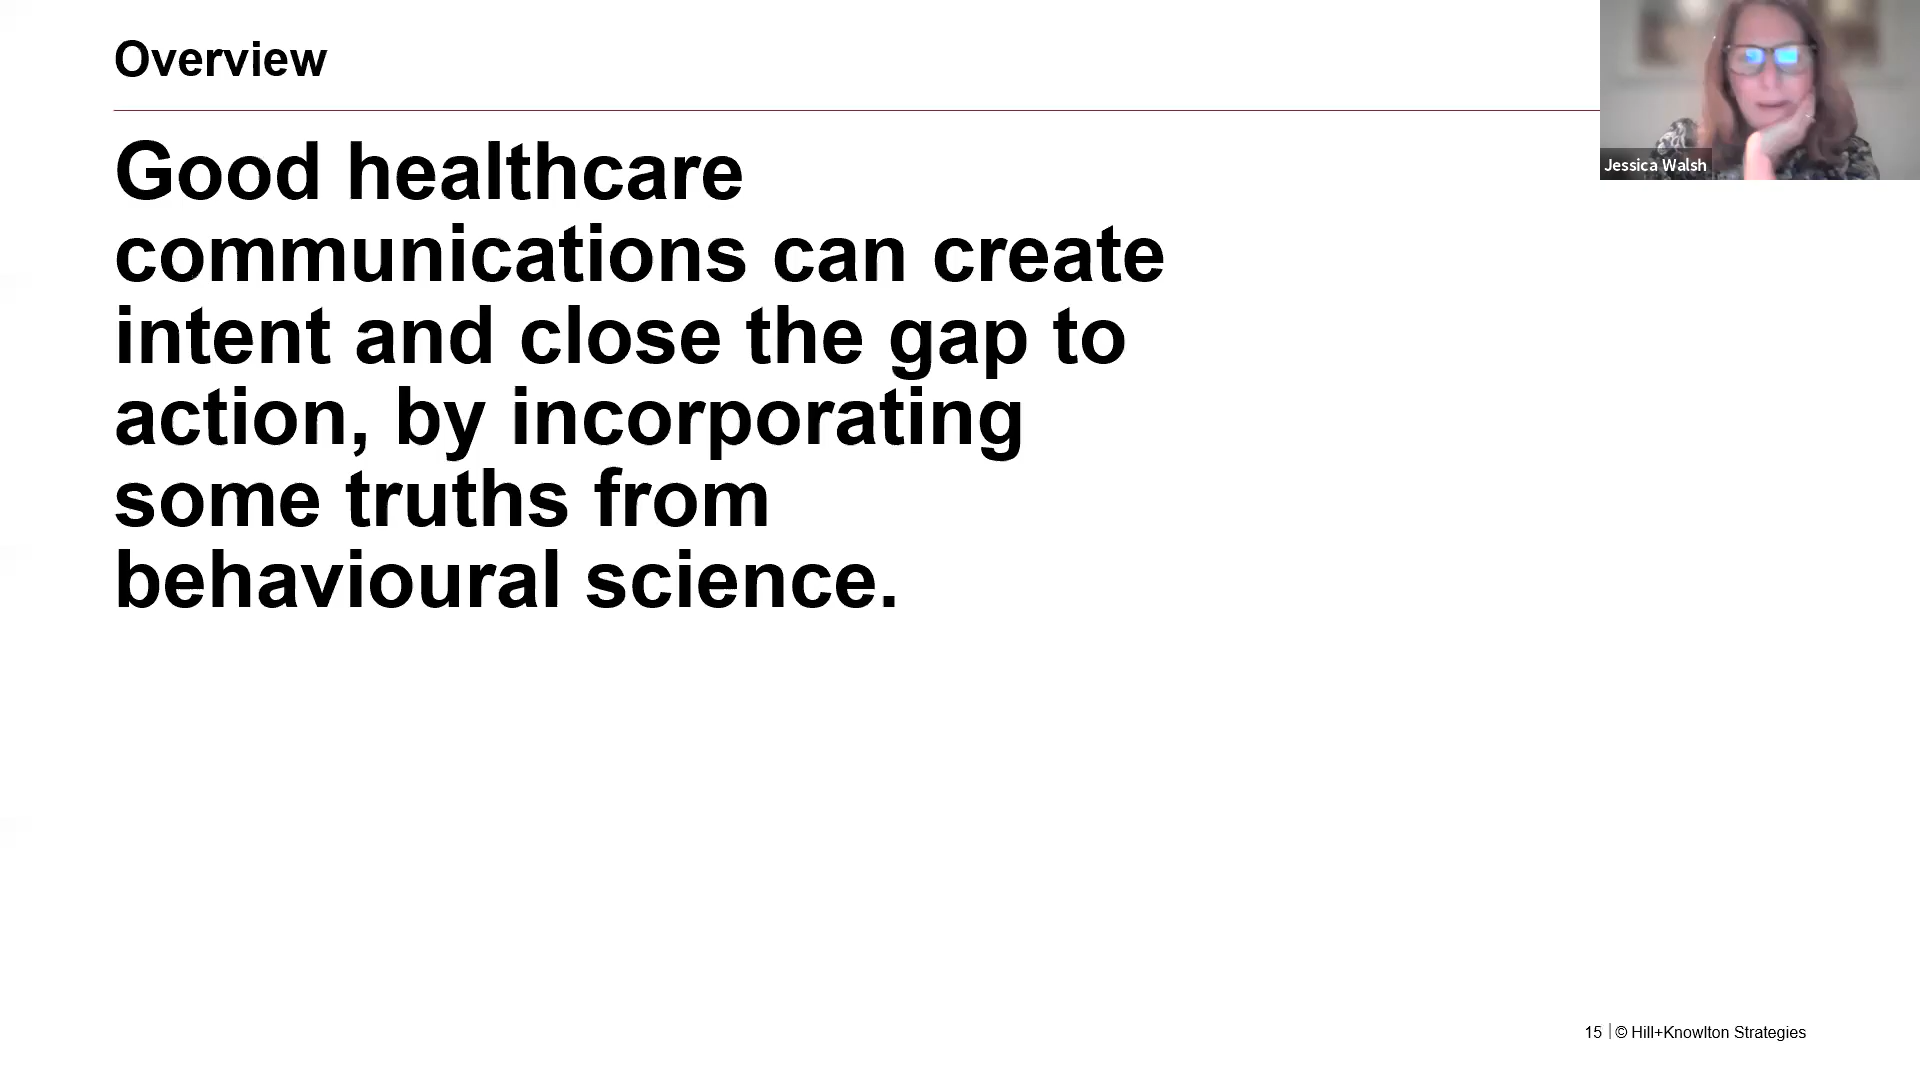 Overview
Jessica Walsh
Good healthcare
communications can create
intent and close the gap to
action, by incorporating
some truths from
behavioural science.
15 | © Hill+Knowlton Strategies